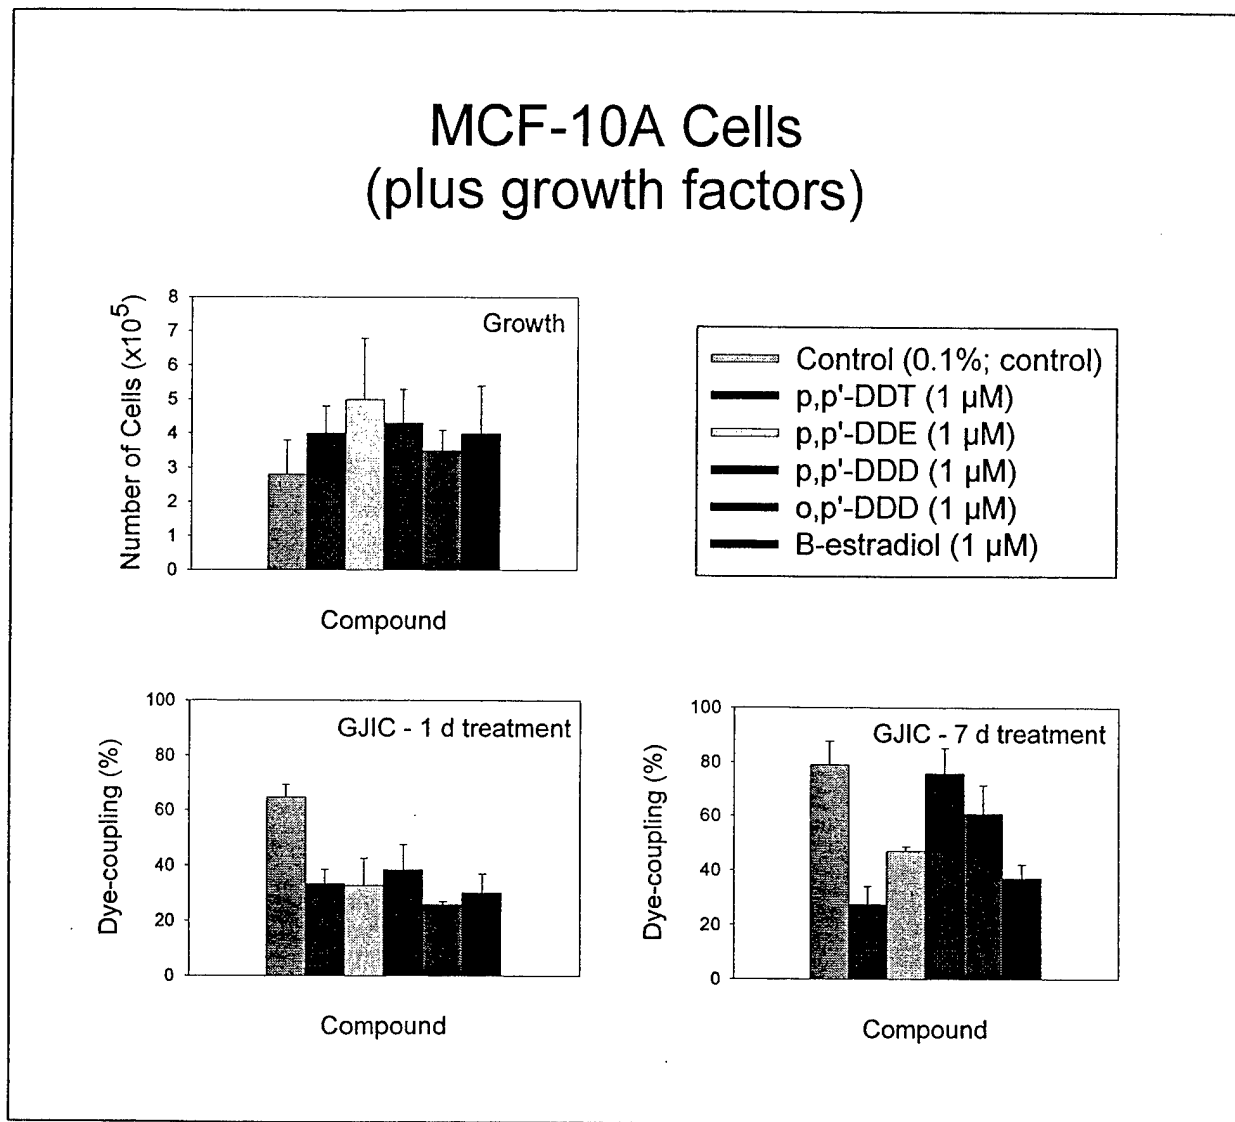 MCF-10A Cells
(plus growth factors)
Number of Cells (x10⁵)
8
7
6
5
4
3
2
1
0
Growth
Compound
Control (0.1%; control)
p,p'-DDT (1 µM)
p,p'-DDE (1 µM)
p,p'-DDD (1 µM)
o,p'-DDD (1 µM)
B-estradiol (1 µM)
Dye-coupling (%)
100
80
60
40
20
0
GJIC - 1 d treatment
Compound
Dye-coupling (%)
100
80
60
40
20
0
GJIC - 7 d treatment
Compound